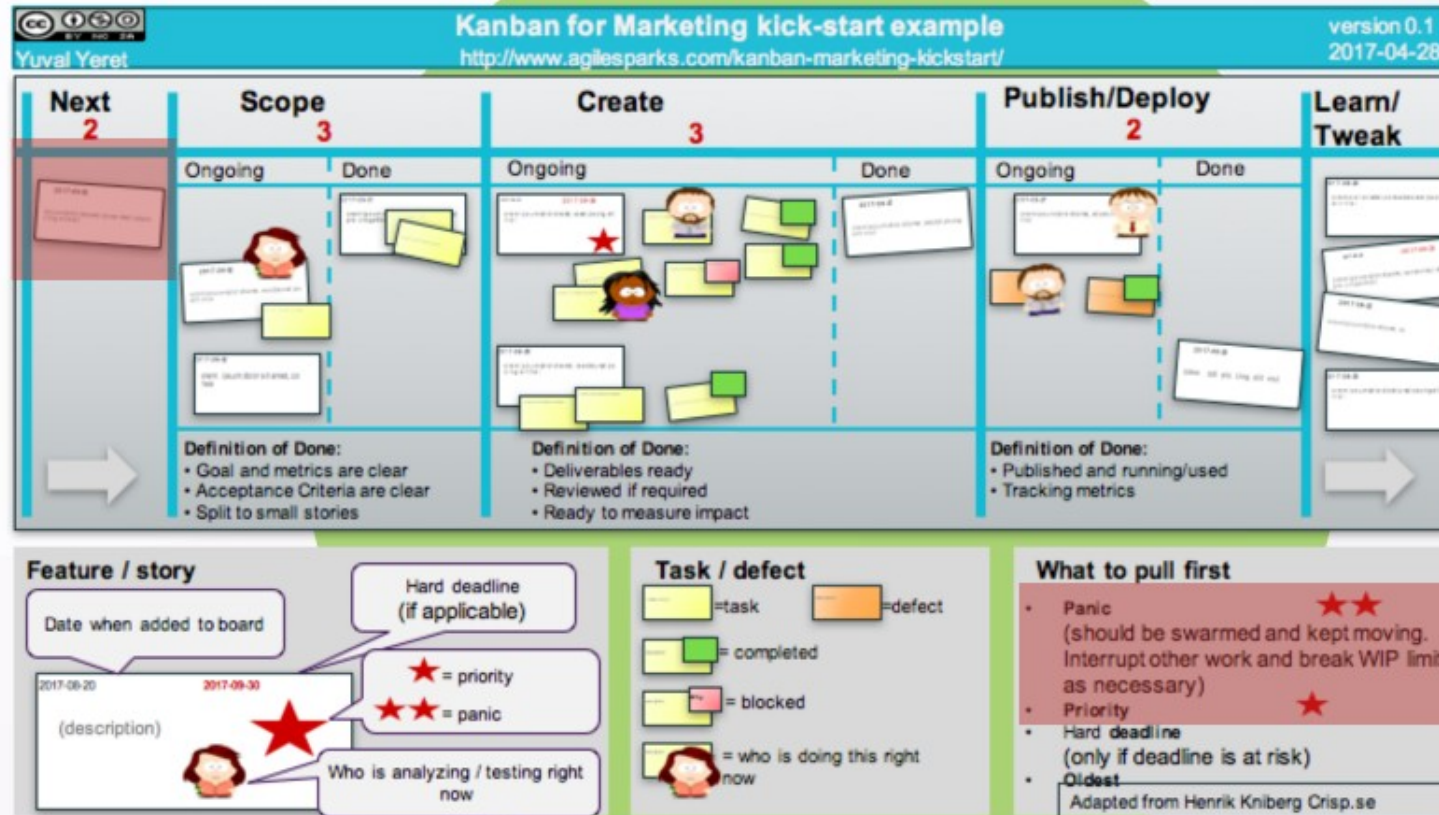 BY NC SA
Yuval Yeret
Kanban for Marketing kick-start example
http://www.agilesparks.com/kanban-marketing-kickstart/
version 0.1
2017-04-28
Next
2
Scope
3
Create
3
Publish/Deploy
2
Learn/
Tweak
Ongoing
Done
Ongoing
Done
Ongoing
Done
Definition of Done:
• Goal and metrics are clear
• Acceptance Criteria are clear
• Split to small stories
Definition of Done:
• Deliverables ready
• Reviewed if required
• Ready to measure impact
Definition of Done:
• Published and running/used
• Tracking metrics
Feature / story
Date when added to board
Hard deadline
(if applicable)
2017-08-20
2017-09-30
(description)
= priority
= panic
Who is analyzing / testing right
now
Task / defect
=task
=defect
= completed
= blocked
= who is doing this right
now
What to pull first
• Panic
(should be swarmed and kept moving.
Interrupt other work and break WIP limit
as necessary)
• Priority
• Hard deadline
(only if deadline is at risk)
• Oldest
Adapted from Henrik Kniberg Crisp.se